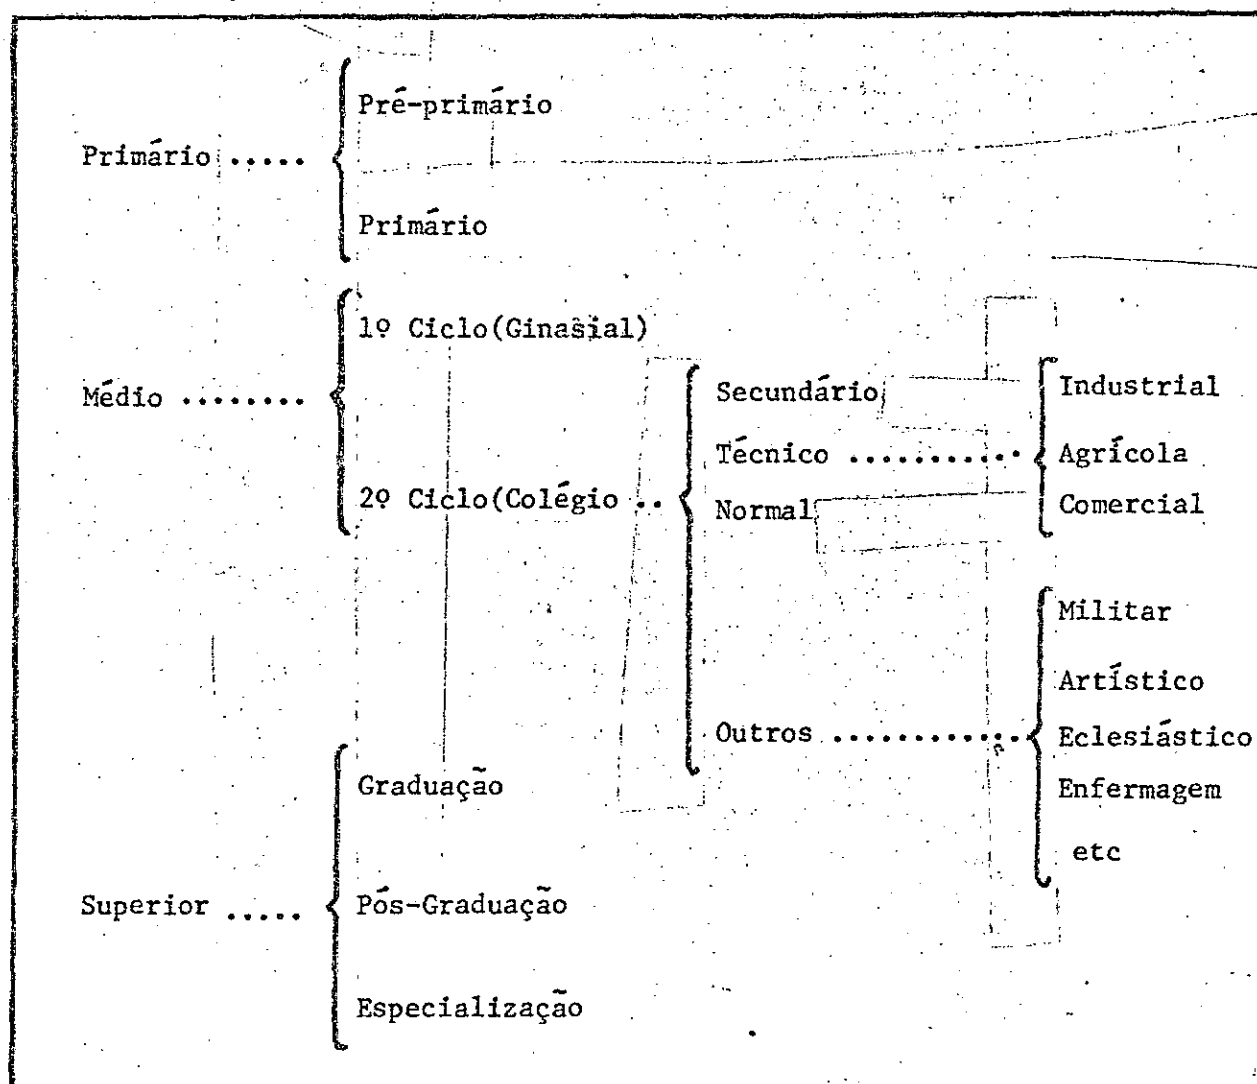 Pré-primário
Primário .....
Primário
1º Ciclo(Ginasial)
Médio ........
2º Ciclo(Colégio ..
Secundário
Técnico ...........
Normal
Outros ............
Industrial
Agrícola
Comercial
Militar
Artístico
Eclesiástico
Enfermagem
etc
Graduação
Superior .....
Pós-Graduação
Especialização